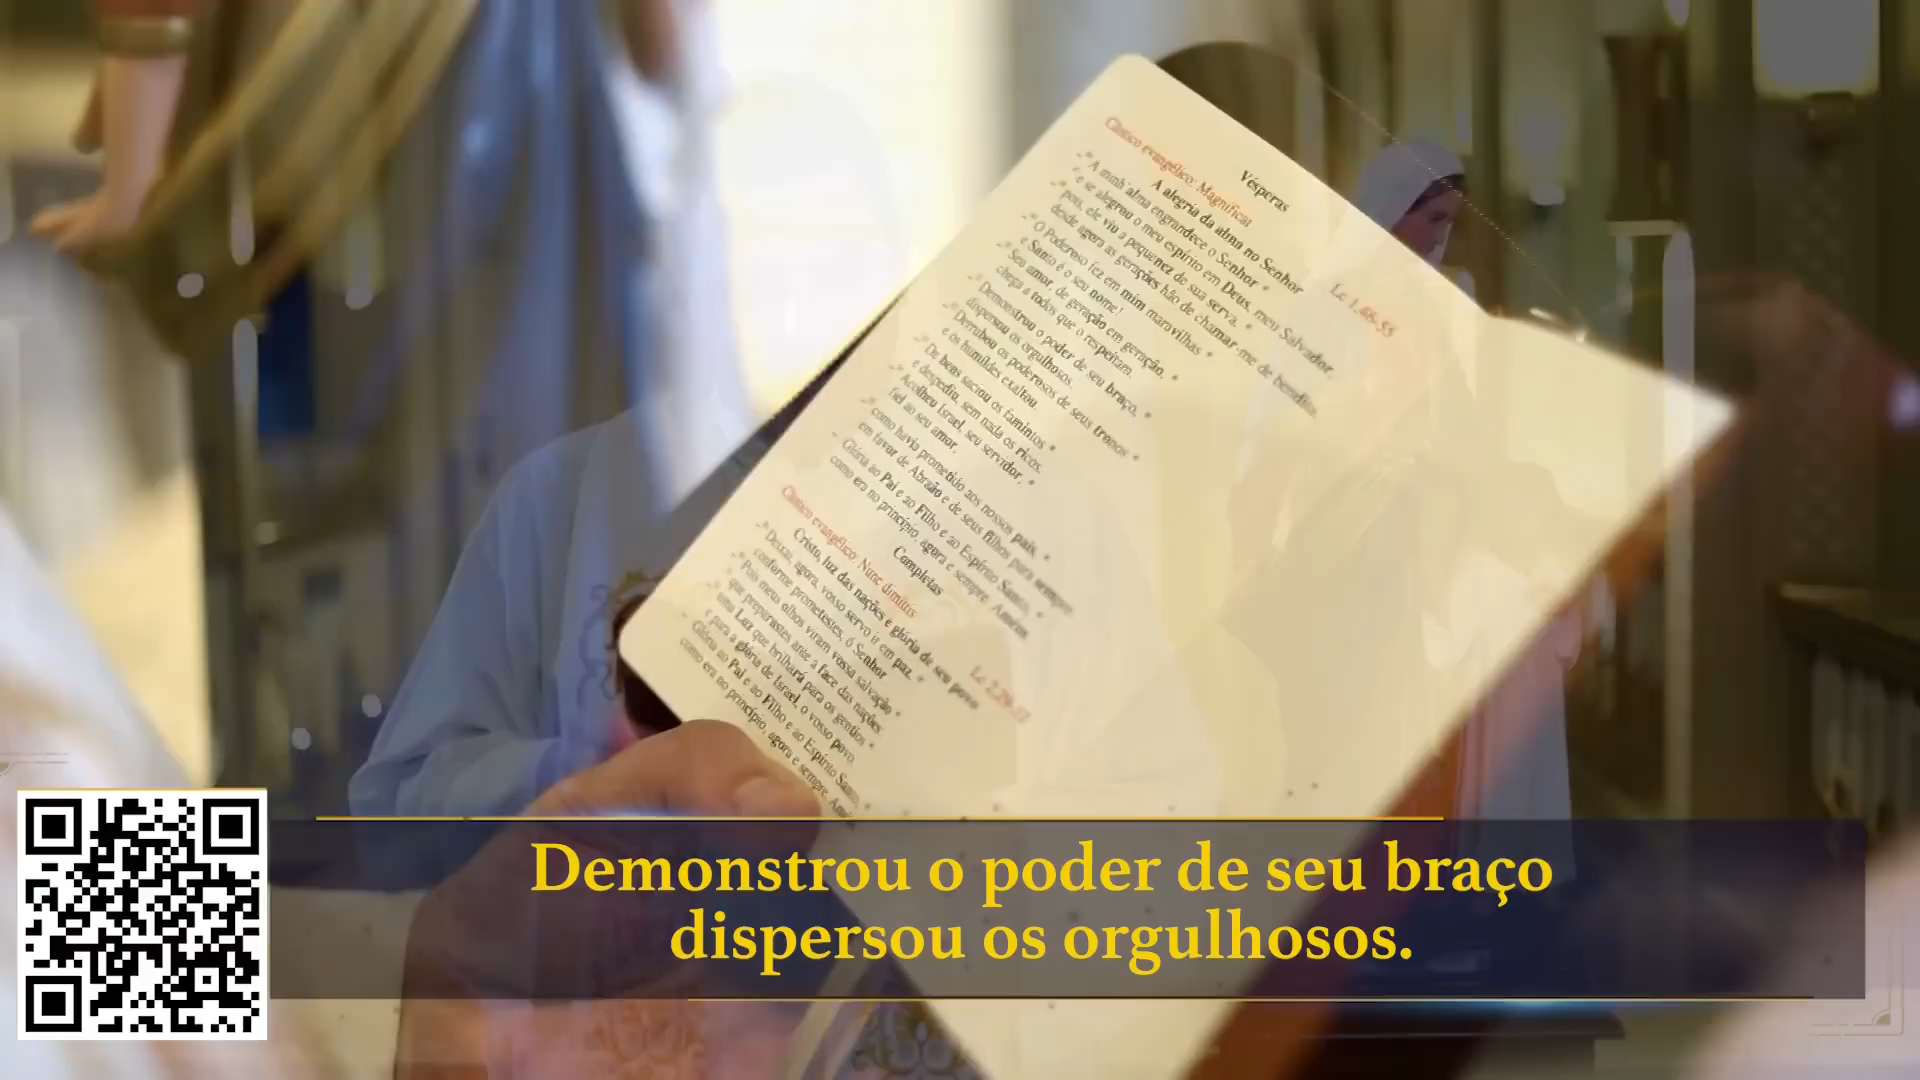 Vésperas
Cântico evangélico: Magnificat Lc 1,46-55
A alegria da alma no Senhor
–A minh'alma engrandece o Senhor *
e se alegrou o meu espírito em Deus, meu Salvador,
pois, ele viu a pequenez de sua serva, *
desde agora as gerações hão de chamar-me de bendita.
–O Poderoso fez em mim maravilhas *
e Santo é o seu nome!
–Seu amor, de geração em geração, *
chega a todos que o respeitam.
–Demonstrou o poder de seu braço, *
dispersou os orgulhosos.
–Derrubou os poderosos de seus tronos *
e os humildes exaltou.
–De bens saciou os famintos *
e despediu, sem nada os ricos.
–Acolheu Israel, seu servidor, *
fiel ao seu amor,
–como havia prometido aos nossos pais, *
em favor de Abraão e de seus filhos para sempre.
–Glória ao Pai e ao Filho e ao Espírito Santo, *
como era no princípio, agora e sempre. Amém.
Completas
Cântico evangélico: Nunc dimittis Lc 2,29-32
Cristo, luz das nações e glória de seu povo
–Deixai, agora, vosso servo ir em paz, *
conforme prometestes, ó Senhor.
–Pois meus olhos viram vossa salvação *
que preparastes ante a face das nações
–uma Luz que brilhará para os gentios *
e para a glória de Israel, o vosso povo.
–Glória ao Pai e ao Filho e ao Espírito Santo, *
como era no princípio, agora e sempre.
Demonstrou o poder de seu braço
dispersou os orgulhosos.